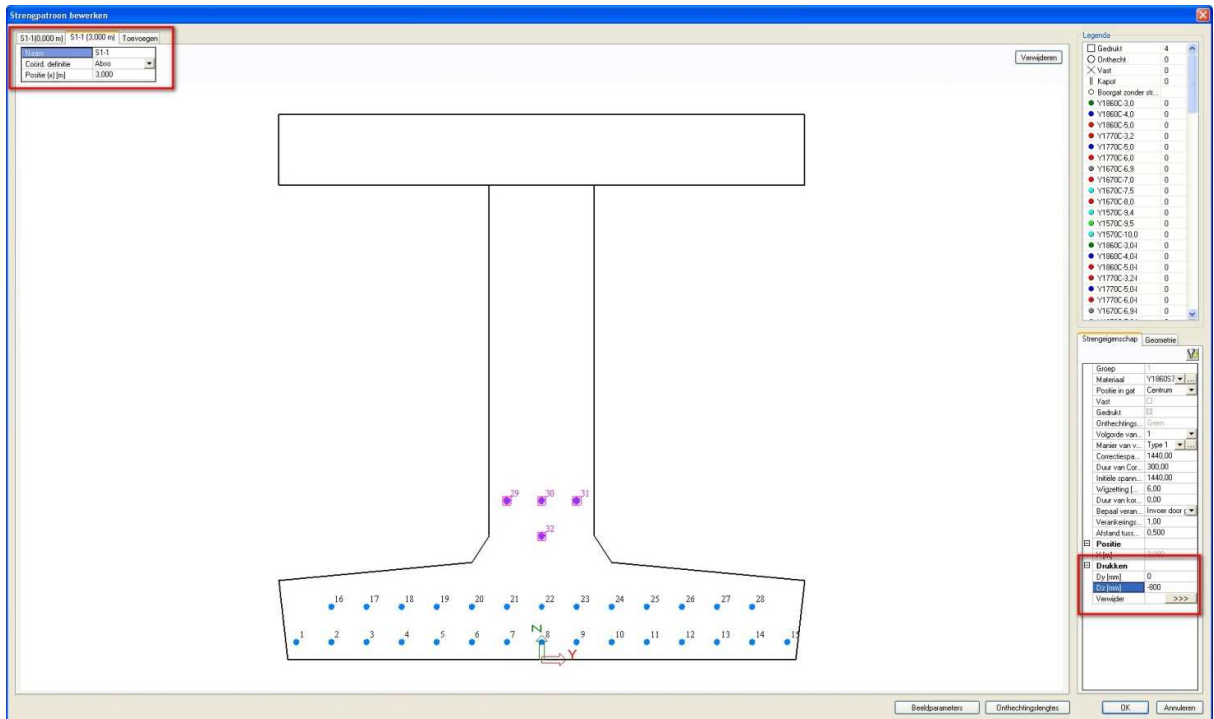 Strengpatroon bewerken
S1-1(0,000 m) S1-1 (3,000 m) Toevoegen
Naam S1-1
Coörd. definitie Abso
Positie (x) [m] 3,000
Verwijderen
29 30 31
32
16 17 18 19 20 21 22 23 24 25 26 27 28
1 2 3 4 5 6 7 8 9 10 11 12 13 14 15
Z
Y
Legenda
Gedrukt 4
Onthecht 0
Vast 0
Kapot 0
Boorgat zonder str...
Y1860C-3,0 0
Y1860C-4,0 0
Y1860C-5,0 0
Y1770C-3,2 0
Y1770C-5,0 0
Y1770C-6,0 0
Y1670C-6,9 0
Y1670C-7,0 0
Y1670C-7,5 0
Y1670C-8,0 0
Y1570C-9,4 0
Y1570C-9,5 0
Y1570C-10,0 0
Y1860C-3,0-I 0
Y1860C-4,0-I 0
Y1860C-5,0-I 0
Y1770C-3,2-I 0
Y1770C-5,0-I 0
Y1770C-6,0-I 0
Y1670C-6,9-I 0
Strengeigenschap Geometrie
Groep 1
Materiaal Y1860S7 ...
Positie in gat Centrum
Vast
Gedrukt
Onthechtings... Geen
Volgorde van... 1
Manier van v... Type 1 ...
Correctiespa... 1440,00
Duur van Cor... 300,00
Initiële spann... 1440,00
Wigzetting [... 6,00
Duur van kor... 0,00
Bepaal veran... Invoer door g
Verankerings... 1,00
Afstand tuss... 0,500
Positie
X [m] 3,000
Drukken
Dy [mm] 0
Dz [mm] -800
Verwijder >>>
Beeldparameters Onthechtingslengtes OK Annuleren